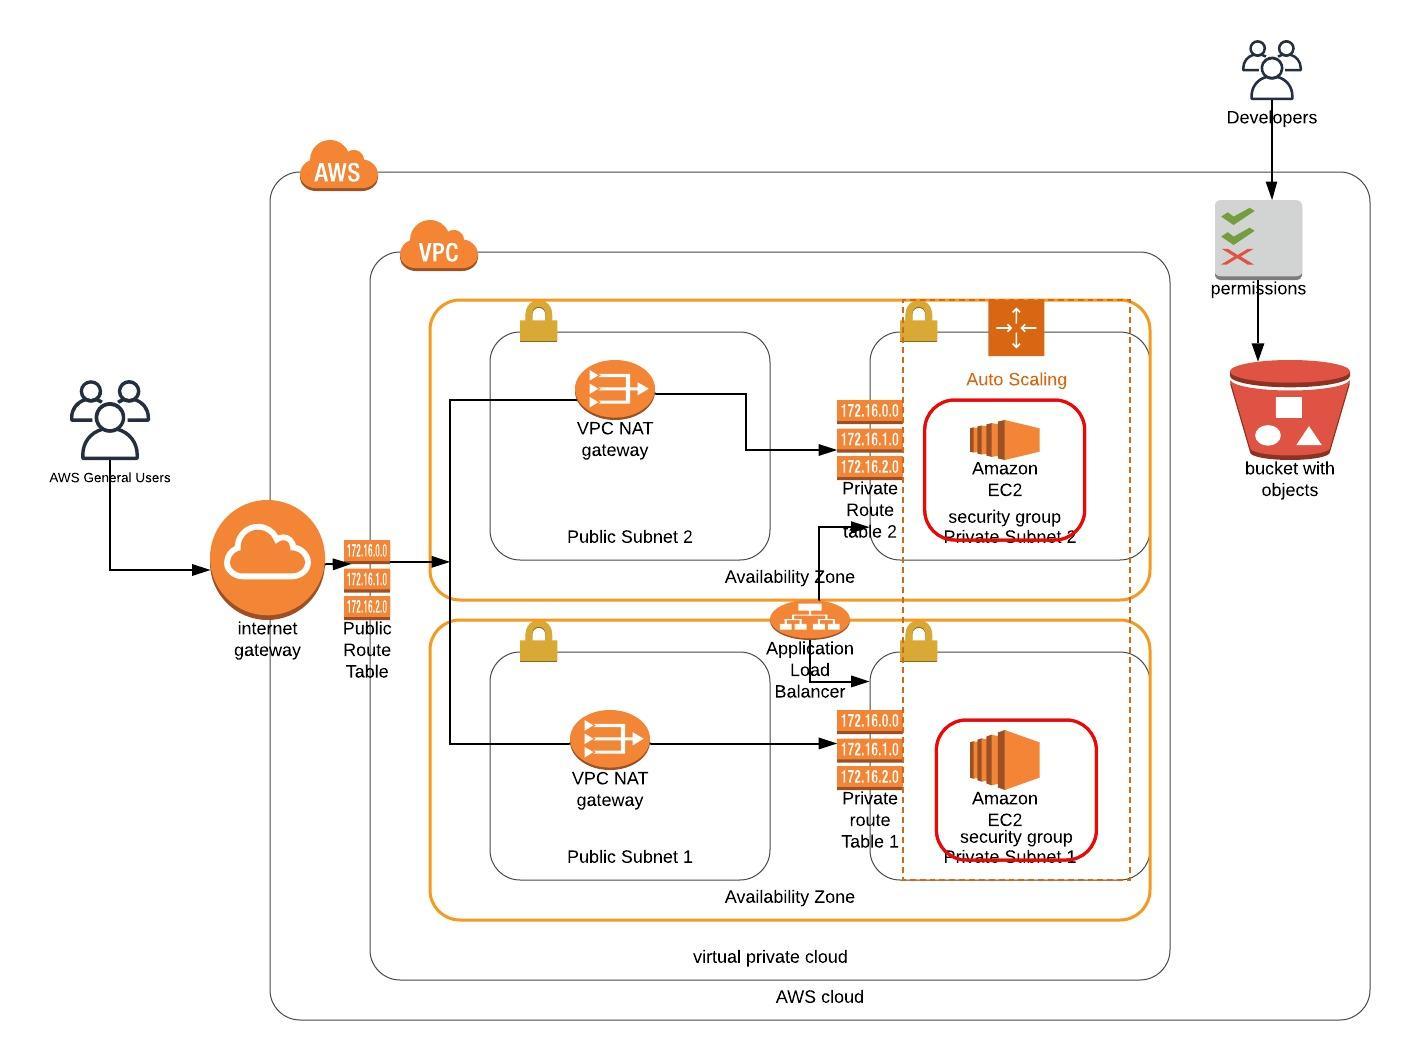 Developers
AWS
permissions
VPC
bucket with
objects
AWS General Users
Auto Scaling
VPC NAT
gateway
172.16.0.0
172.16.1.0
172.16.2.0
Private
Route
table 2
Amazon
EC2
security group
Private Subnet 2
Public Subnet 2
Availability Zone
internet
gateway
172.16.0.0
172.16.1.0
172.16.2.0
Public
Route
Table
Application
Load
Balancer
VPC NAT
gateway
172.16.0.0
172.16.1.0
172.16.2.0
Private
route
Table 1
Amazon
EC2
security group
Private Subnet 1
Public Subnet 1
Availability Zone
virtual private cloud
AWS cloud